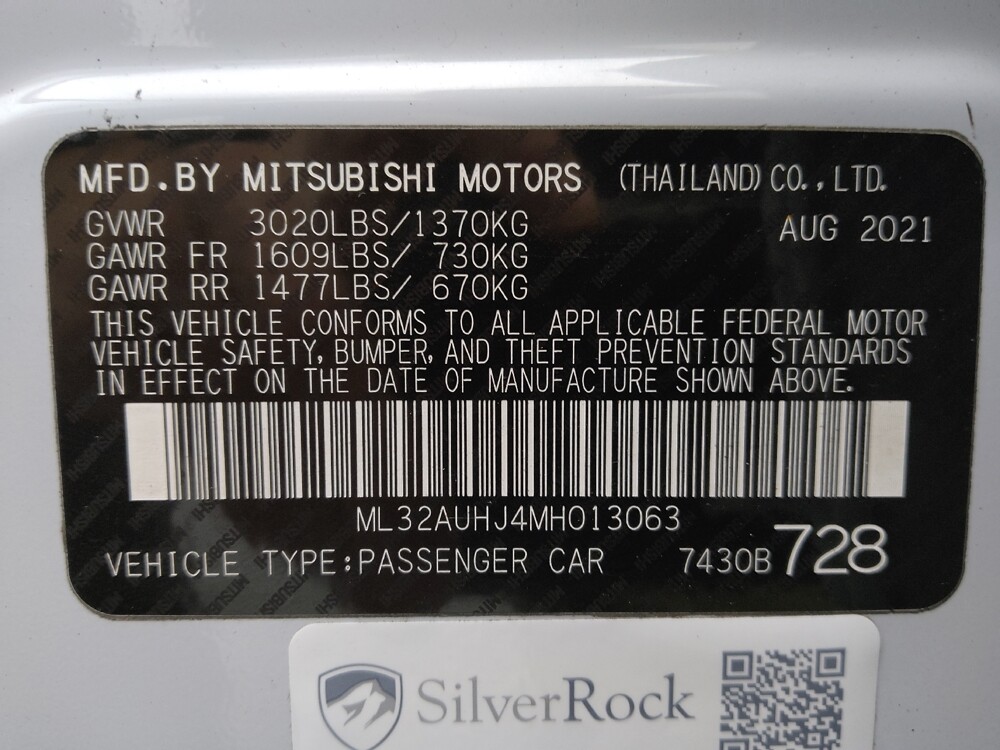 MFD.BY MITSUBISHI MOTORS (THAILAND) CO., LTD.
GVWR 3020LBS/1370KG AUG 2021
GAWR FR 1609LBS/ 730KG
GAWR RR 1477LBS/ 670KG
THIS VEHICLE CONFORMS TO ALL APPLICABLE FEDERAL MOTOR
VEHICLE SAFETY, BUMPER, AND THEFT PREVENTION STANDARDS
IN EFFECT ON THE DATE OF MANUFACTURE SHOWN ABOVE.
ML32AUHJ4MH013063
VEHICLE TYPE:PASSENGER CAR 7430B 728
SilverRock